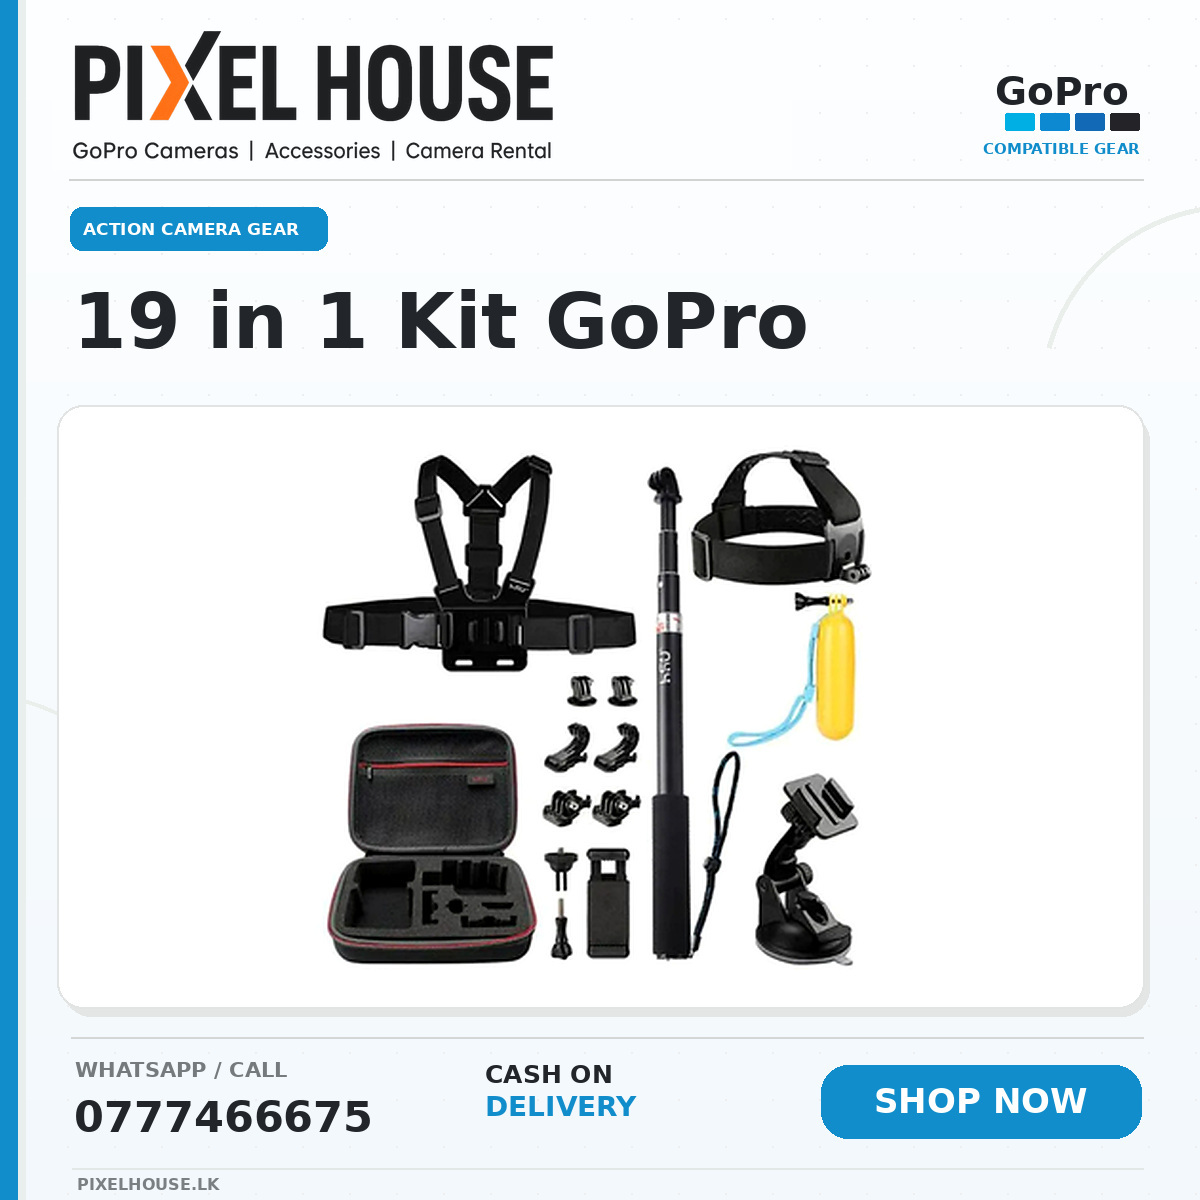 PIXEL HOUSE
GoPro Cameras | Accessories | Camera Rental
GoPro
COMPATIBLE GEAR
ACTION CAMERA GEAR
19 in 1 Kit GoPro
WHATSAPP / CALL
0777466675
CASH ON
DELIVERY
SHOP NOW
PIXELHOUSE.LK